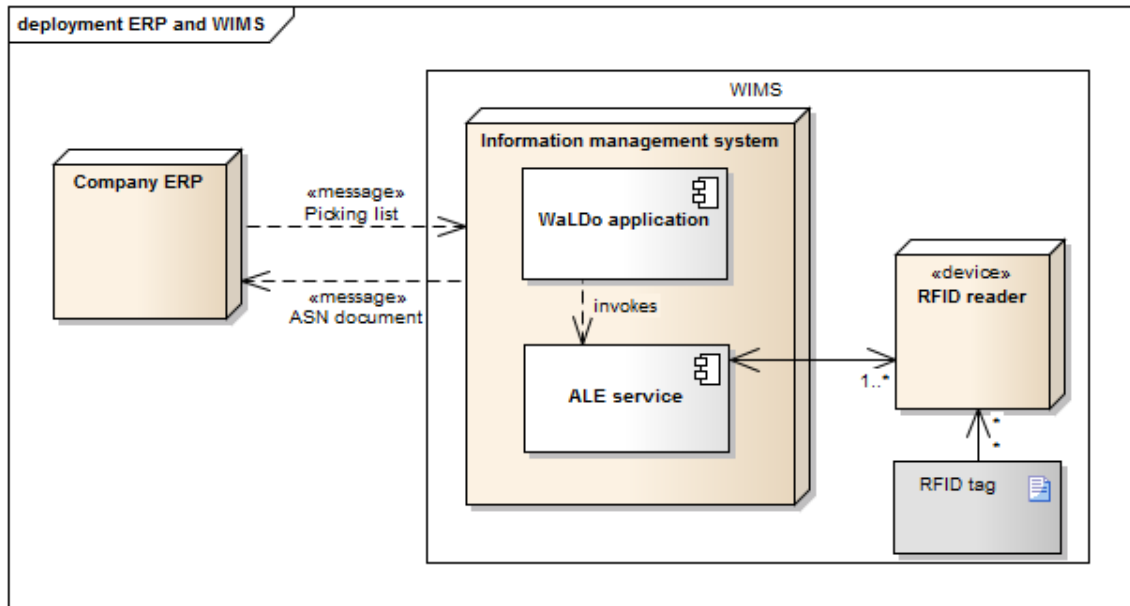 deployment ERP and WIMS
WIMS
Information management system
Company ERP
WaLDo application
«message»
Picking list
«device»
RFID reader
«message»
ASN document
invokes
ALE service
1..*
*
*
RFID tag